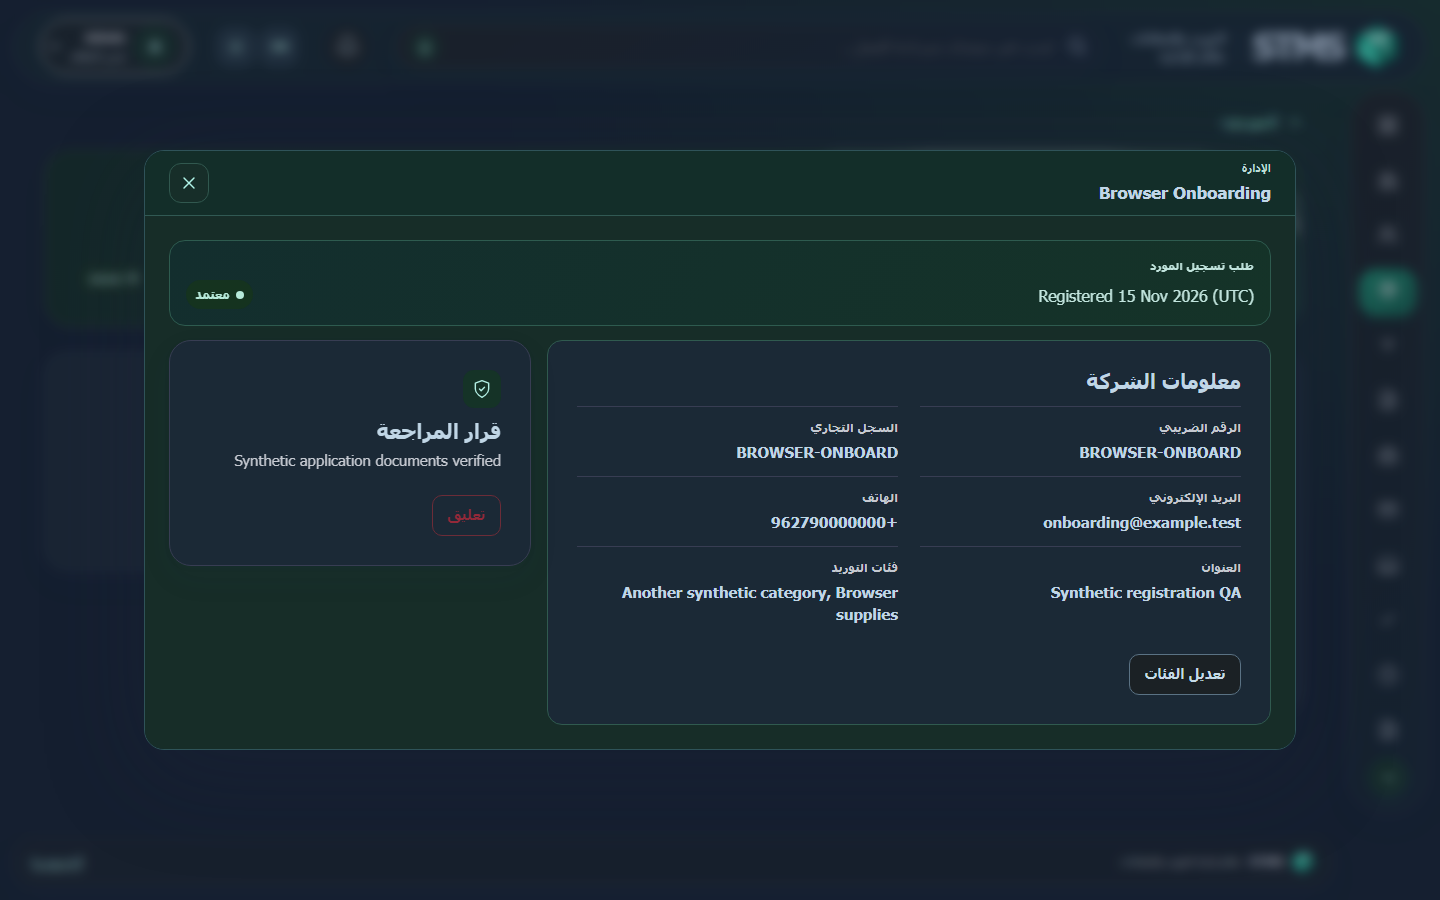 STMS
الإدارة
Browser Onboarding
طلب تسجيل المورد
Registered 15 Nov 2026 (UTC)
معتمد
معلومات الشركة
الرقم الضريبي
BROWSER-ONBOARD
السجل التجاري
BROWSER-ONBOARD
البريد الإلكتروني
onboarding@example.test
الهاتف
962790000000+
العنوان
Synthetic registration QA
فئات التوريد
Another synthetic category, Browser
supplies
تعديل الفئات
قرار المراجعة
Synthetic application documents verified
تعليق